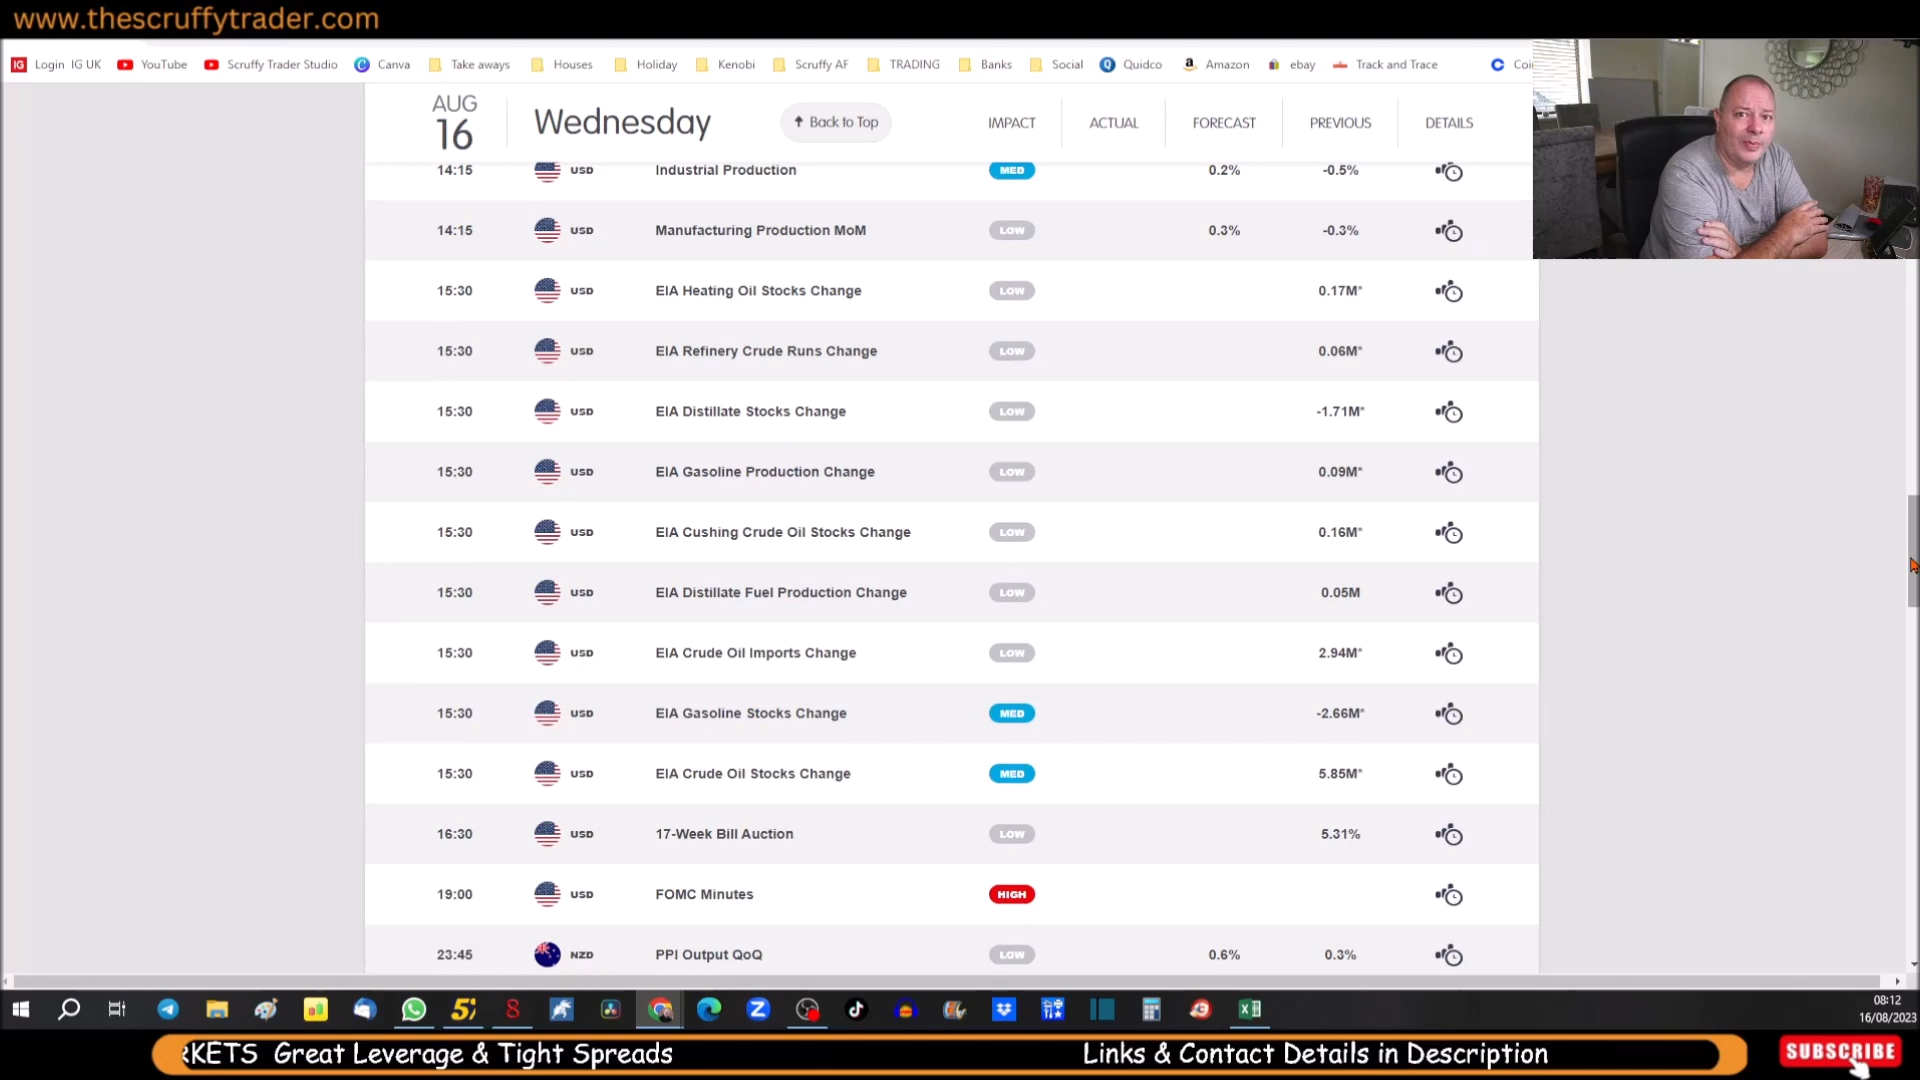 www.thescruffytrader.com
IG Login IG UK YouTube Scruffy Trader Studio Canva Take aways Houses Holiday Kenobi Scruffy AF TRADING Banks Social Quidco Amazon ebay Track and Trace
AUG 16 Wednesday Back to Top IMPACT ACTUAL FORECAST PREVIOUS DETAILS
14:15 USD Industrial Production MED 0.2% -0.5%
14:15 USD Manufacturing Production MoM LOW 0.3% -0.3%
15:30 USD EIA Heating Oil Stocks Change LOW 0.17M*
15:30 USD EIA Refinery Crude Runs Change LOW 0.06M*
15:30 USD EIA Distillate Stocks Change LOW -1.71M*
15:30 USD EIA Gasoline Production Change LOW 0.09M*
15:30 USD EIA Cushing Crude Oil Stocks Change LOW 0.16M*
15:30 USD EIA Distillate Fuel Production Change LOW 0.05M
15:30 USD EIA Crude Oil Imports Change LOW 2.94M*
15:30 USD EIA Gasoline Stocks Change MED -2.66M*
15:30 USD EIA Crude Oil Stocks Change MED 5.85M*
16:30 USD 17-Week Bill Auction LOW 5.31%
19:00 USD FOMC Minutes HIGH
23:45 NZD PPI Output QoQ LOW 0.6% 0.3%
08:12
16/08/2023
KETS Great Leverage & Tight Spreads Links & Contact Details in Description SUBSCRIBE